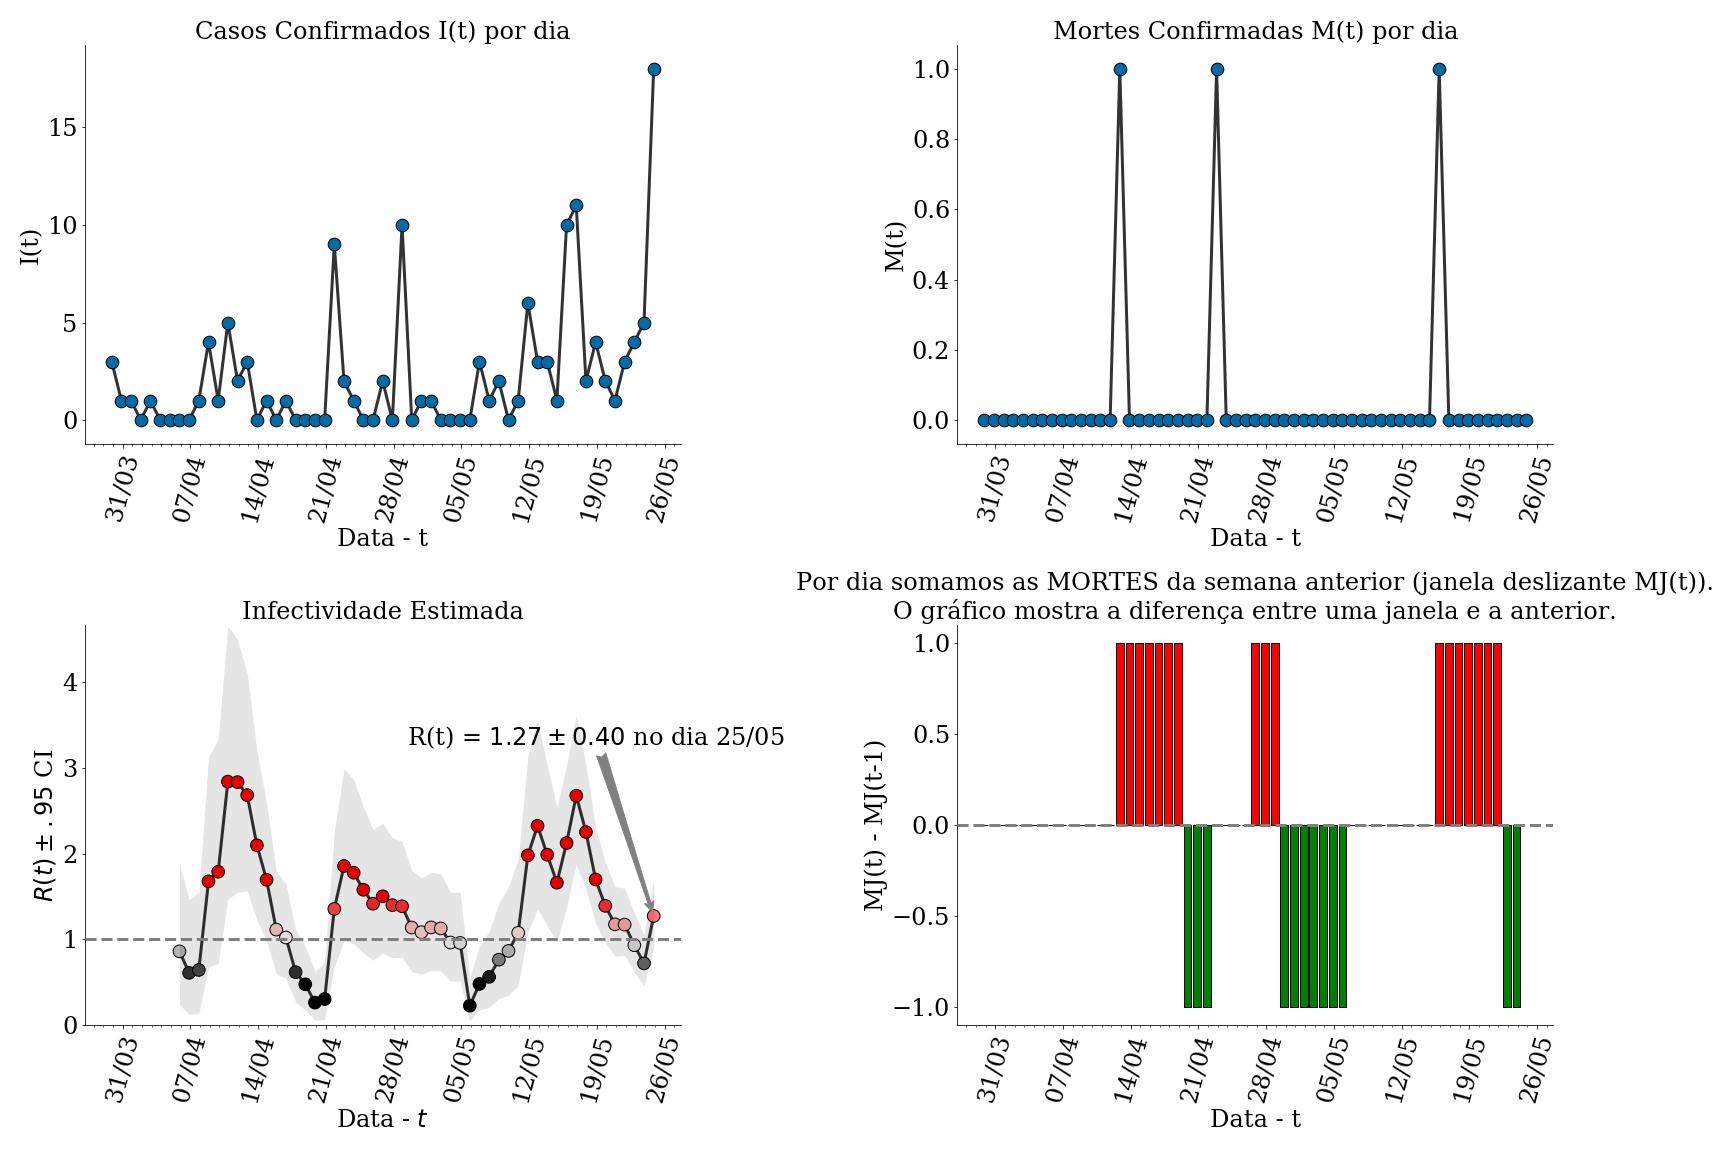 Casos Confirmados I(t) por dia
I(t)
15
10
5
0
31/03 07/04 14/04 21/04 28/04 05/05 12/05 19/05 26/05
Data - t
Mortes Confirmadas M(t) por dia
M(t)
1.0
0.8
0.6
0.4
0.2
0.0
31/03 07/04 14/04 21/04 28/04 05/05 12/05 19/05 26/05
Data - t
Infectividade Estimada
R(t) ± .95 CI
4
3
2
1
0
R(t) = 1.27 ± 0.40 no dia 25/05
31/03 07/04 14/04 21/04 28/04 05/05 12/05 19/05 26/05
Data - t
Por dia somamos as MORTES da semana anterior (janela deslizante MJ(t)).
O gráfico mostra a diferença entre uma janela e a anterior.
MJ(t) - MJ(t-1)
1.0
0.5
0.0
−0.5
−1.0
31/03 07/04 14/04 21/04 28/04 05/05 12/05 19/05 26/05
Data - t